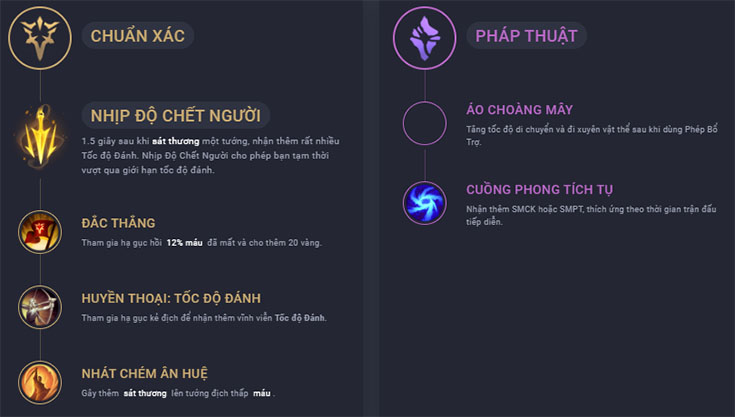 CHUẨN XÁC
NHỊP ĐỘ CHẾT NGƯỜI
1.5 giây sau khi sát thương một tướng, nhận thêm rất nhiều
Tốc độ Đánh. Nhịp Độ Chết Người cho phép bạn tạm thời
vượt qua giới hạn tốc độ đánh.
ĐẮC THẮNG
Tham gia hạ gục hồi 12% máu đã mất và cho thêm 20 vàng.
HUYỀN THOẠI: TỐC ĐỘ ĐÁNH
Tham gia hạ gục kẻ địch để nhận thêm vĩnh viễn Tốc độ Đánh.
NHÁT CHÉM ÂN HUỆ
Gây thêm sát thương lên tướng địch thấp máu .
PHÁP THUẬT
ÁO CHOÀNG MÂY
Tăng tốc độ di chuyển và đi xuyên vật thể sau khi dùng Phép Bổ
Trợ.
CUỒNG PHONG TÍCH TỤ
Nhận thêm SMCK hoặc SMPT, thích ứng theo thời gian trận đấu
tiếp diễn.